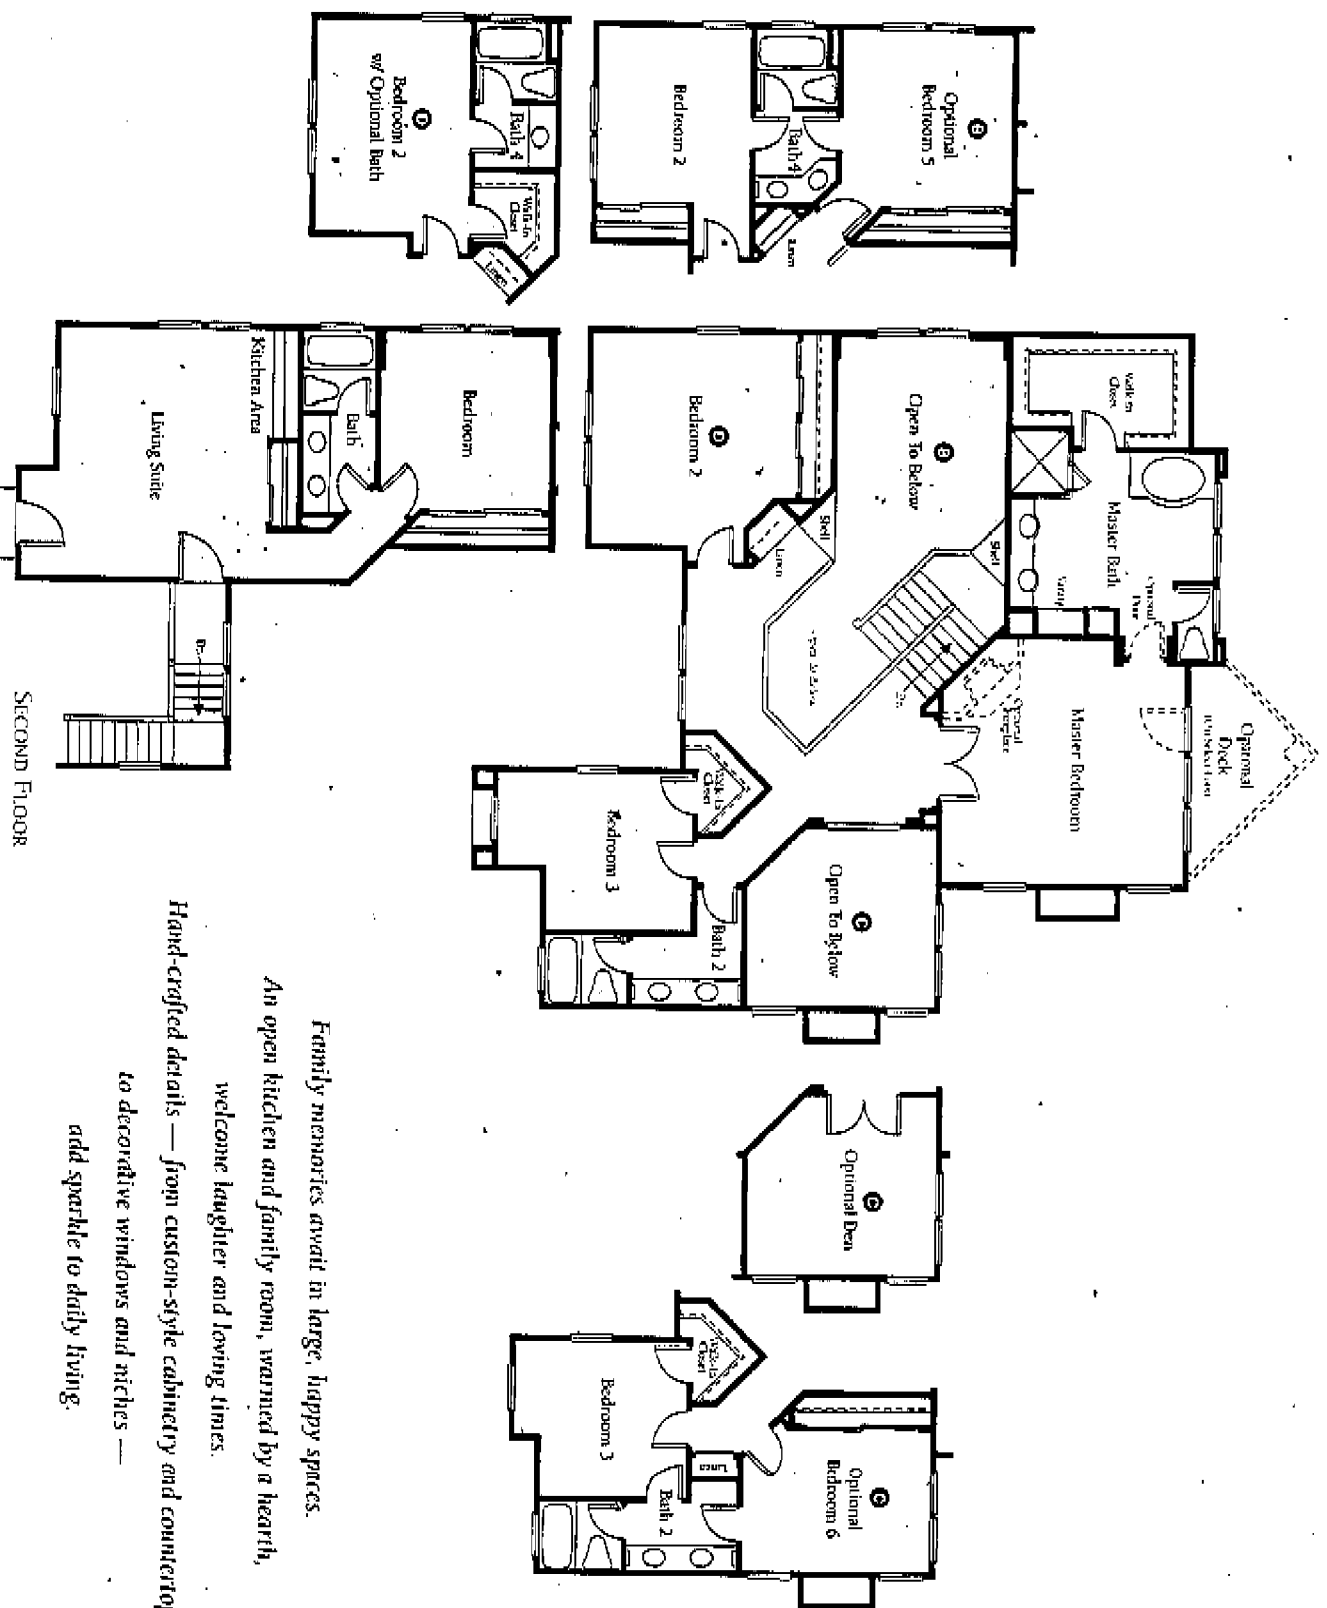 D
Bedroom 2
w/ Optional Bath
Bath 4
Walk-In
Closet
Linen
Bedroom 2
Bath 4
Linen
B
Optional
Bedroom 5
Living Suite
Kitchen Area
Bath
Bedroom
Dn
D
Bedroom 2
Linen
Shelf
B
Open To Below
Shelf
Walk-In
Closet
Master Bath
Vanity
Optional
Door
Optional
Fireplace
Master Bedroom
Optional
Deck
Walk-In
Closet
Bedroom 3
Bath 2
C
Open To Below
C
Optional Den
Walk-In
Closet
Bedroom 3
Linen
Bath 2
C
Optional
Bedroom 6
SECOND FLOOR
Family memories await in large, happy spaces.
An open kitchen and family room, warmed by a hearth,
welcome laughter and loving times.
Hand-crafted details — from custom-style cabinetry and countertop
to decorative windows and niches —
add sparkle to daily living.